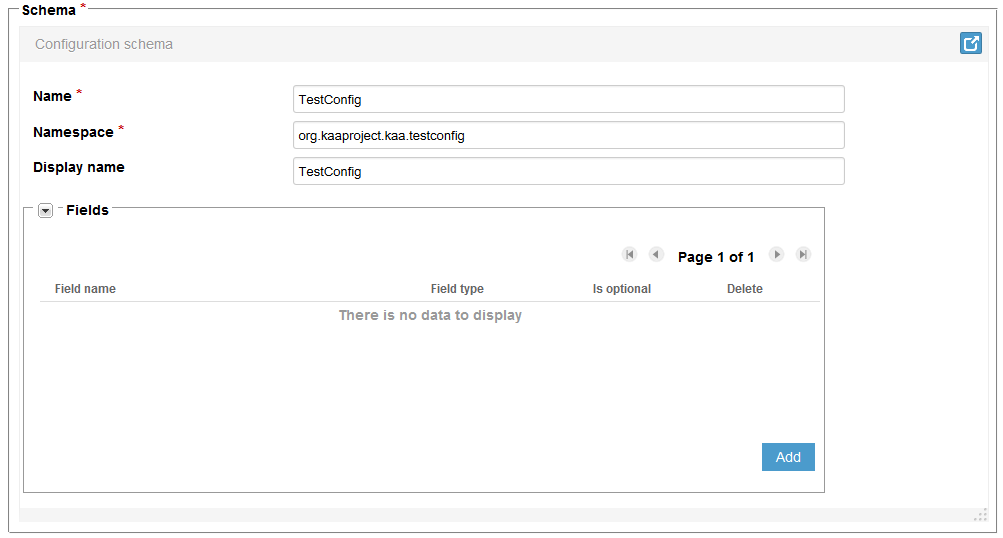 Schema *
Configuration schema
Name * TestConfig
Namespace * org.kaaproject.kaa.testconfig
Display name TestConfig
Fields
Page 1 of 1
Field name Field type Is optional Delete
There is no data to display
Add